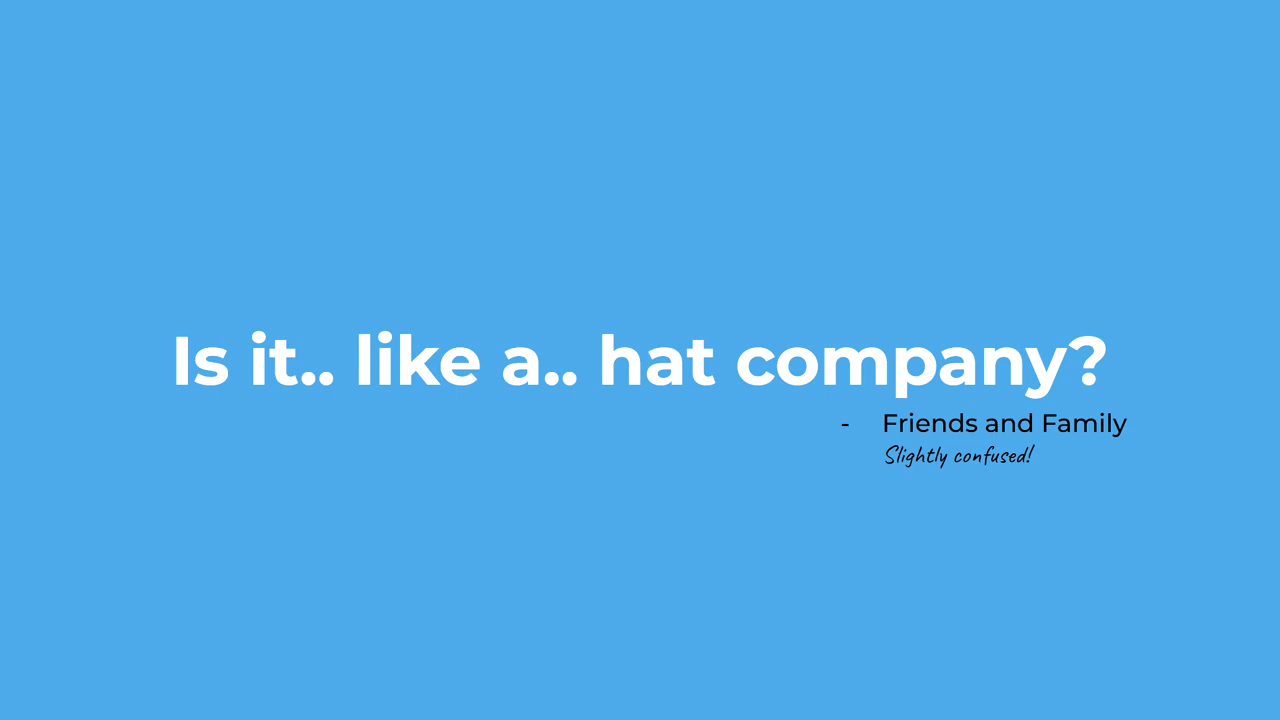 Is it.. like a.. hat company?
- Friends and Family
Slightly confused!